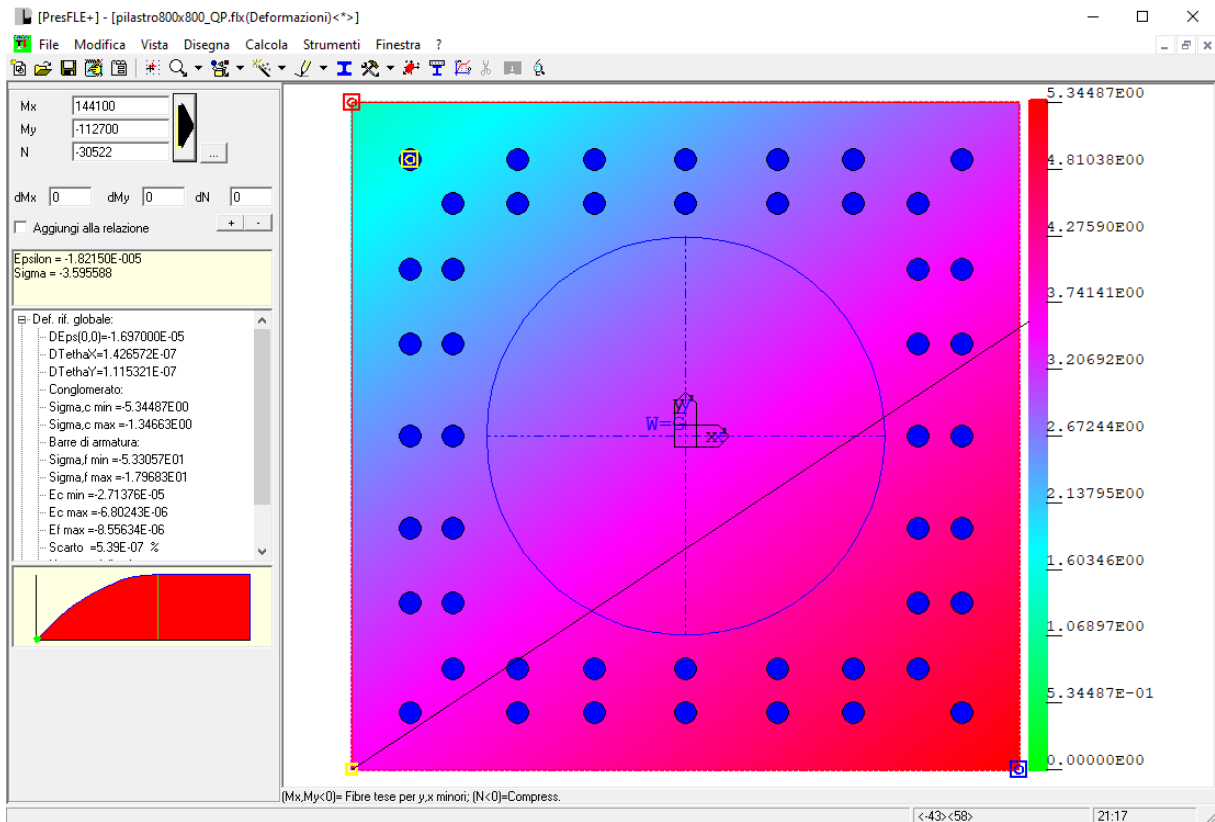 [PresFLE+] - [pilastro800x800_QP.flx(Deformazioni)<*>]
File Modifica Vista Disegna Calcola Strumenti Finestra ?
Mx 144100
My -112700
N -30522
...
dMx 0 dMy 0 dN 0
Aggiungi alla relazione + -
Epsilon = -1.82150E-005
Sigma = -3.595588
Def. rif. globale:
DEps(0,0)=-1.697000E-05
DTethaX=1.426572E-07
DTethaY=1.115321E-07
Conglomerato:
Sigma,c min =-5.34487E00
Sigma,c max =-1.34663E00
Barre di armatura:
Sigma,f min =-5.33057E01
Sigma,f max =-1.79683E01
Ec min =-2.71376E-05
Ec max =-6.80243E-06
Ef max =-8.55634E-06
Scarto =5.39E-07 %
y
W=G
x
5.34487E00
4.81038E00
4.27590E00
3.74141E00
3.20692E00
2.67244E00
2.13795E00
1.60346E00
1.06897E00
5.34487E-01
0.00000E00
(Mx,My<0)= Fibre tese per y,x minori; (N<0)=Compress.
<-43><58> 21:17